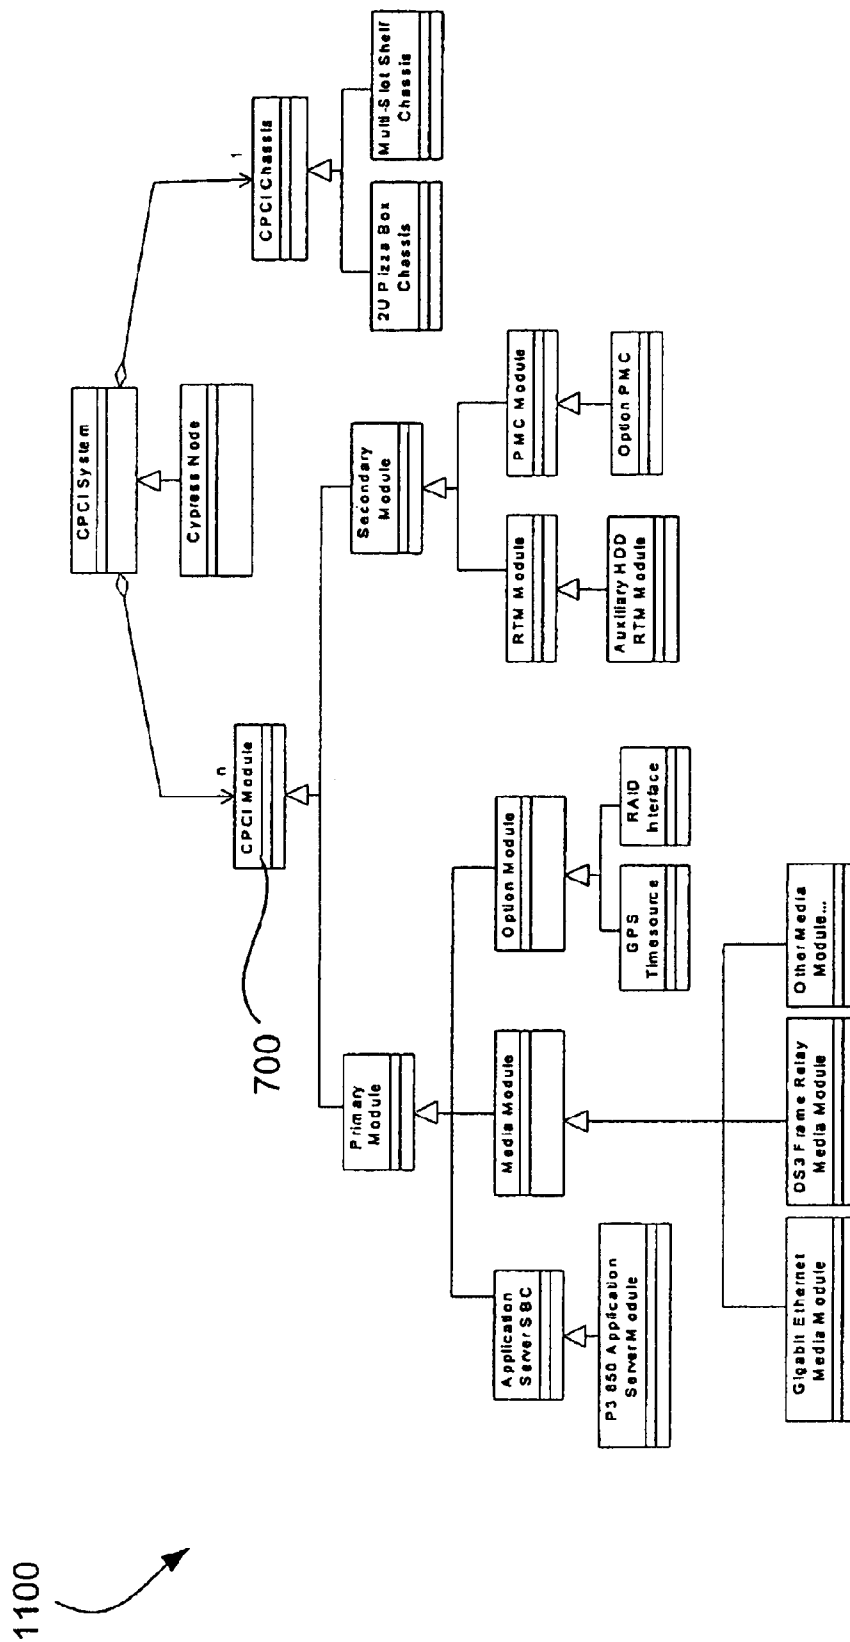 1100
CPCI System
Cypress Node
n
1
CPCI Module
CPCI Chassis
700
Primary
Module
Secondary
Module
2U Pizza Box
Chassis
Multi-Slot Shelf
Chassis
Application
Server SBC
Media Module
Option Module
RTM Module
PMC Module
P3 850 Application
Server Module
GPS
Timesource
RAID
Interface
Auxiliary HDD
RTM Module
Option PMC
Gigabit Ethernet
Media Module
DS3 Frame Relay
Media Module
Other Media
Module...